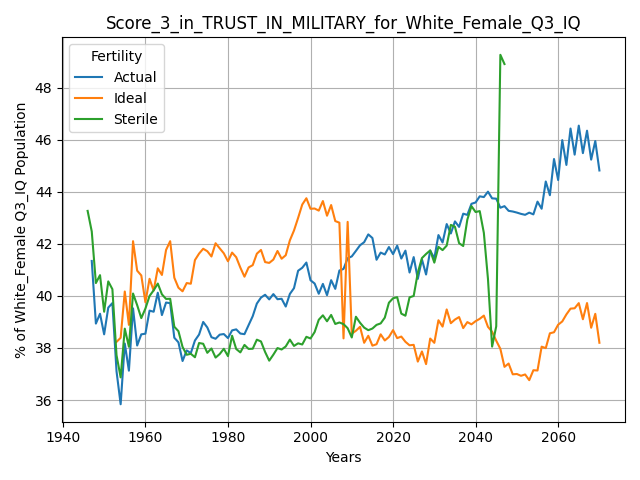 Score_3_in_TRUST_IN_MILITARY_for_White_Female_Q3_IQ
Fertility
Actual
Ideal
Sterile
% of White_Female Q3_IQ Population
48
46
44
42
40
38
36
1940
1960
1980
2000
2020
2040
2060
Years